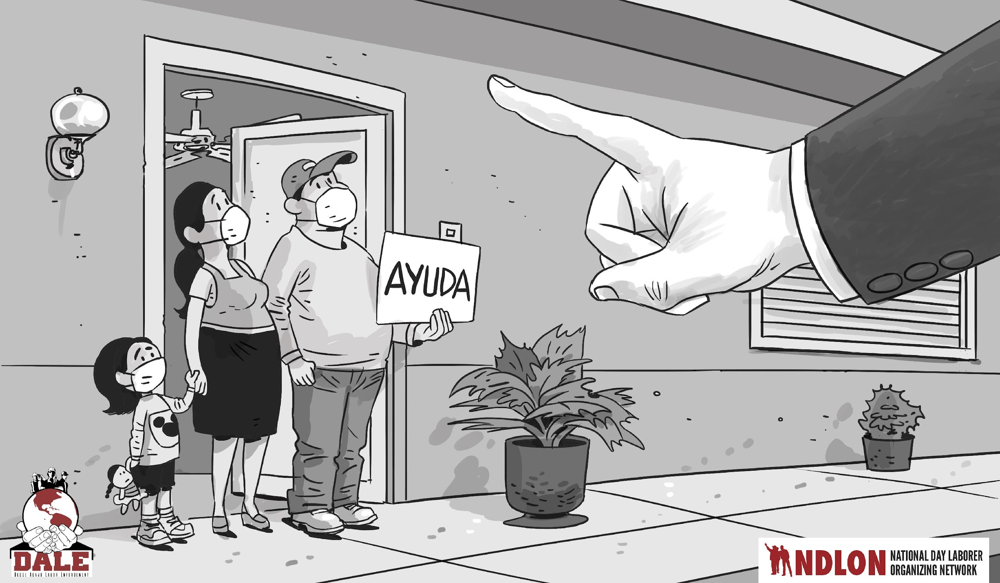 AYUDA
DALE
DESDE ABAJO LABOR ENFORCEMENT
NDLON
NATIONAL DAY LABORER
ORGANIZING NETWORK